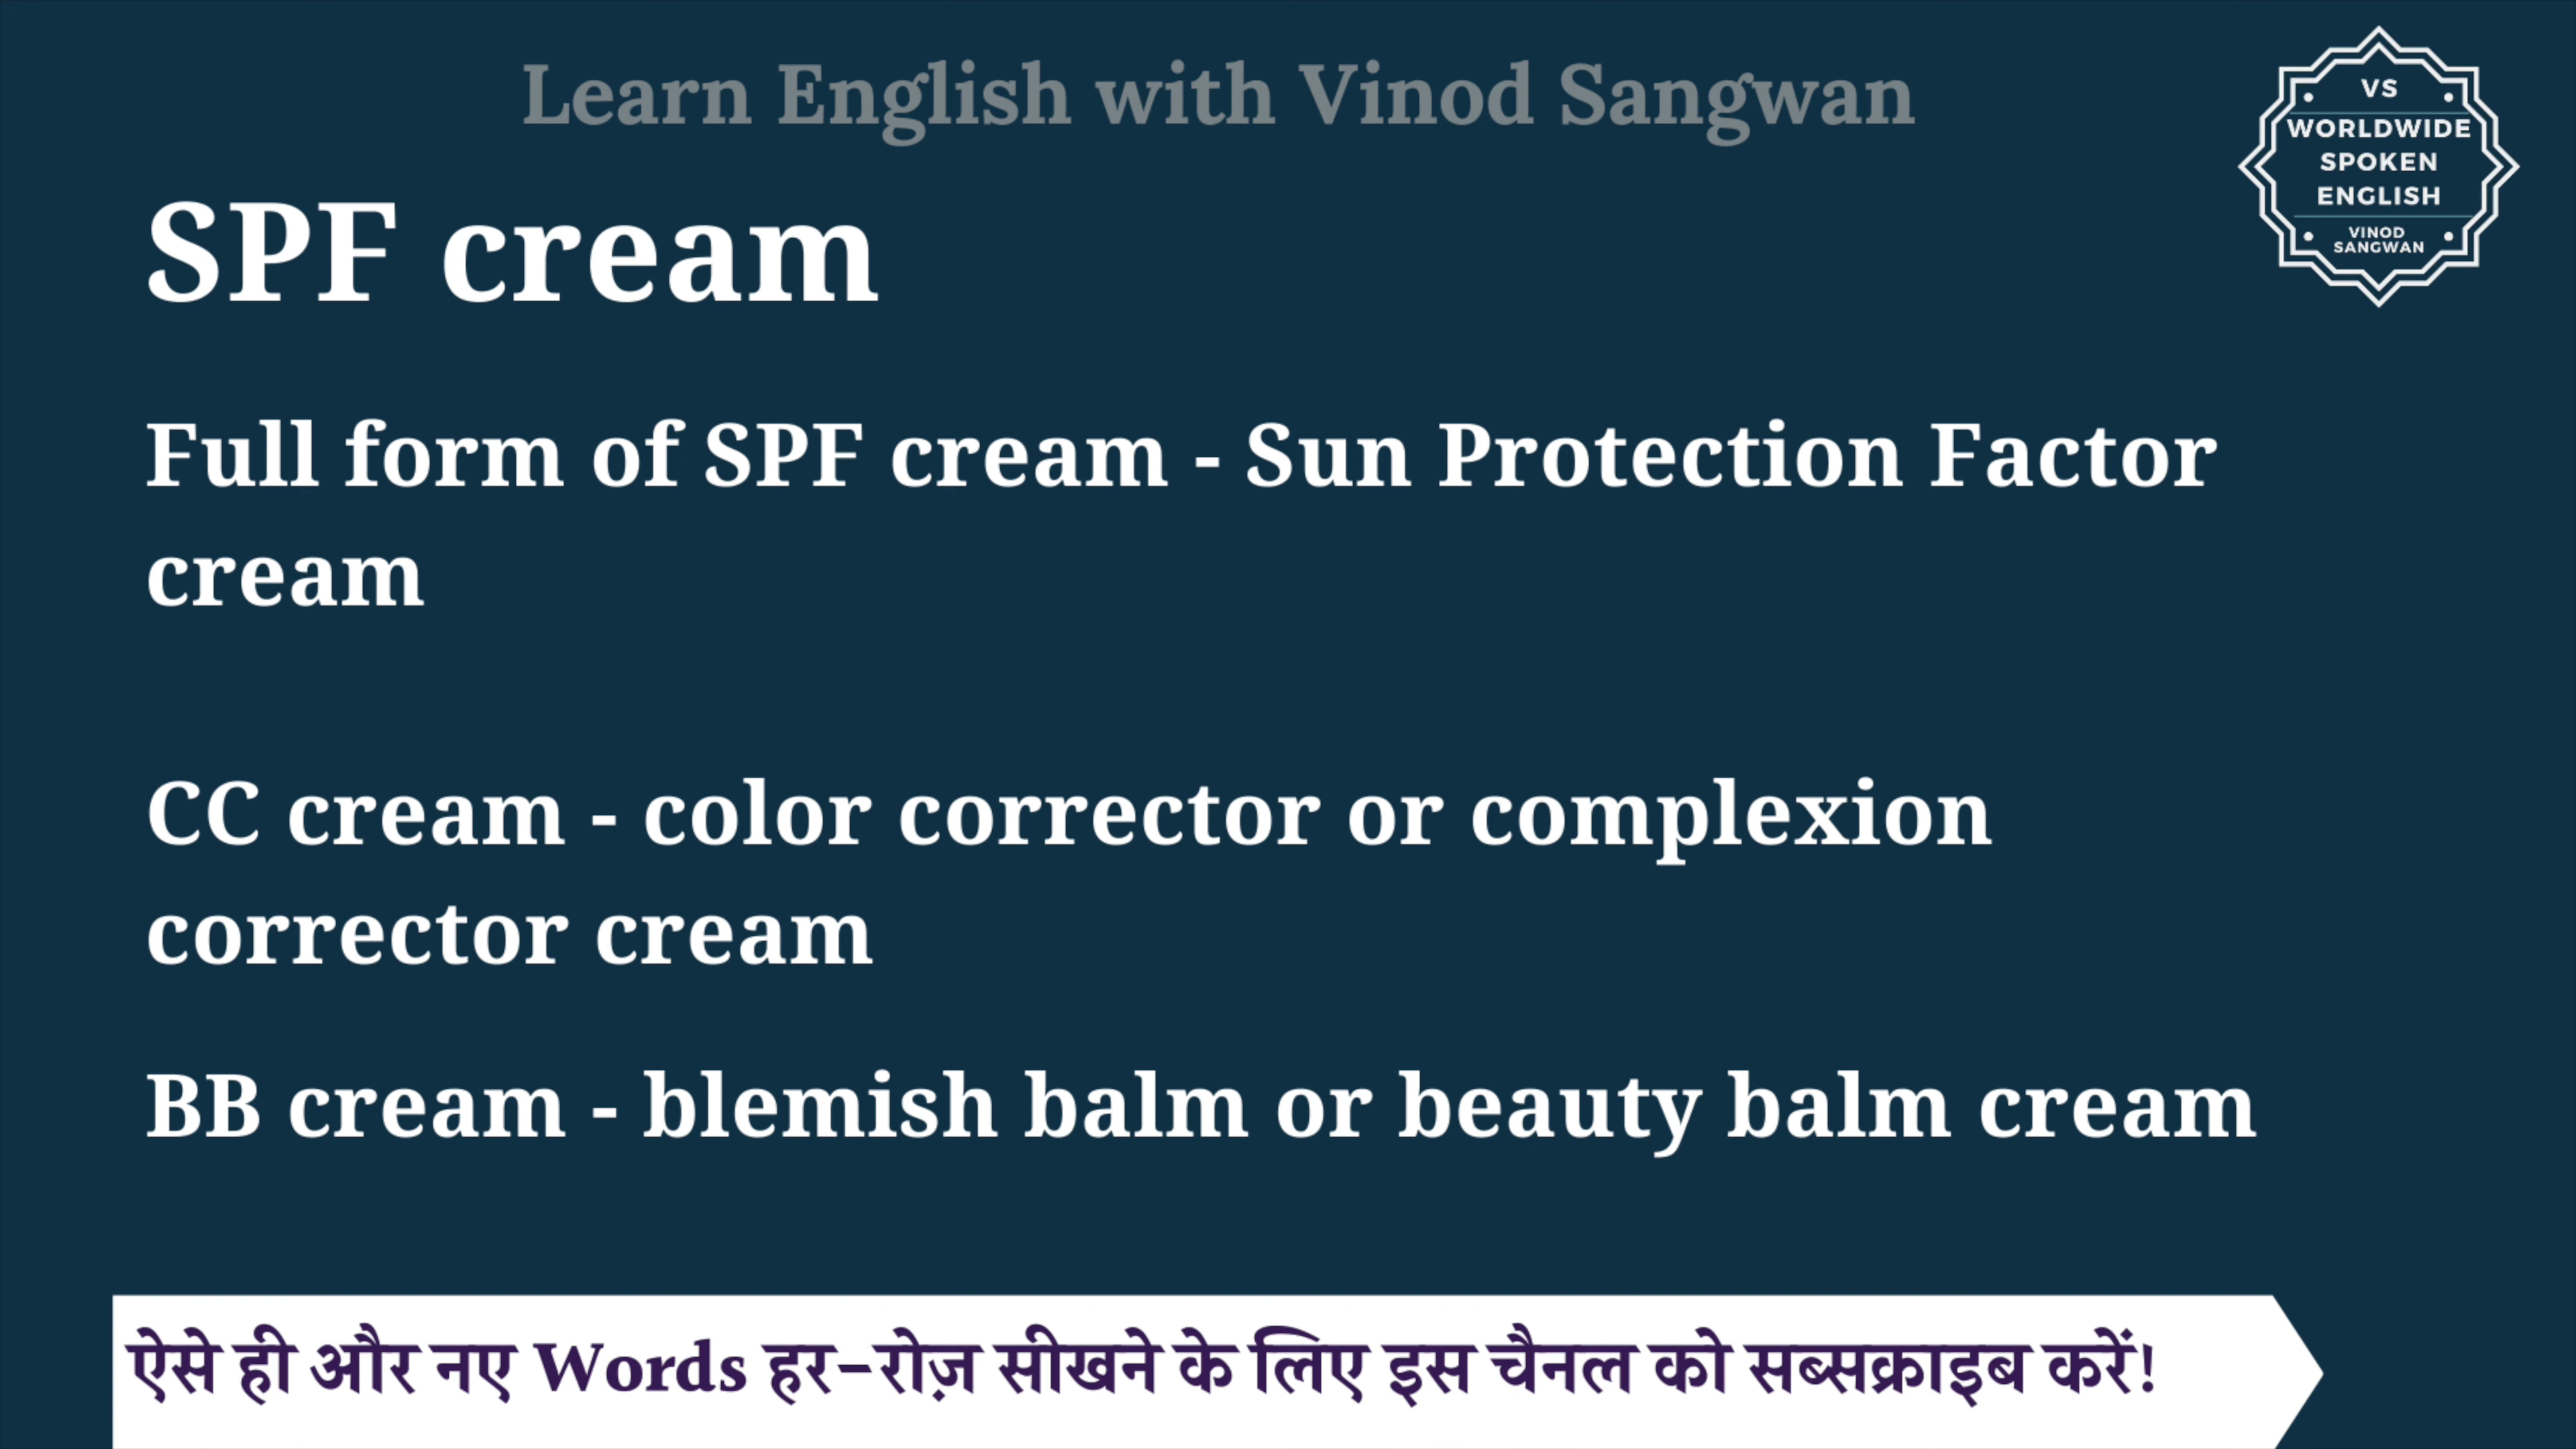 Learn English with Vinod Sangwan
VS
WORLDWIDE
SPOKEN
ENGLISH
VINOD
SANGWAN
SPF cream
Full form of SPF cream - Sun Protection Factor
cream
CC cream - color corrector or complexion
corrector cream
BB cream - blemish balm or beauty balm cream
ऐसे ही और नए Words हर-रोज़ सीखने के लिए इस चैनल को सब्सक्राइब करें!